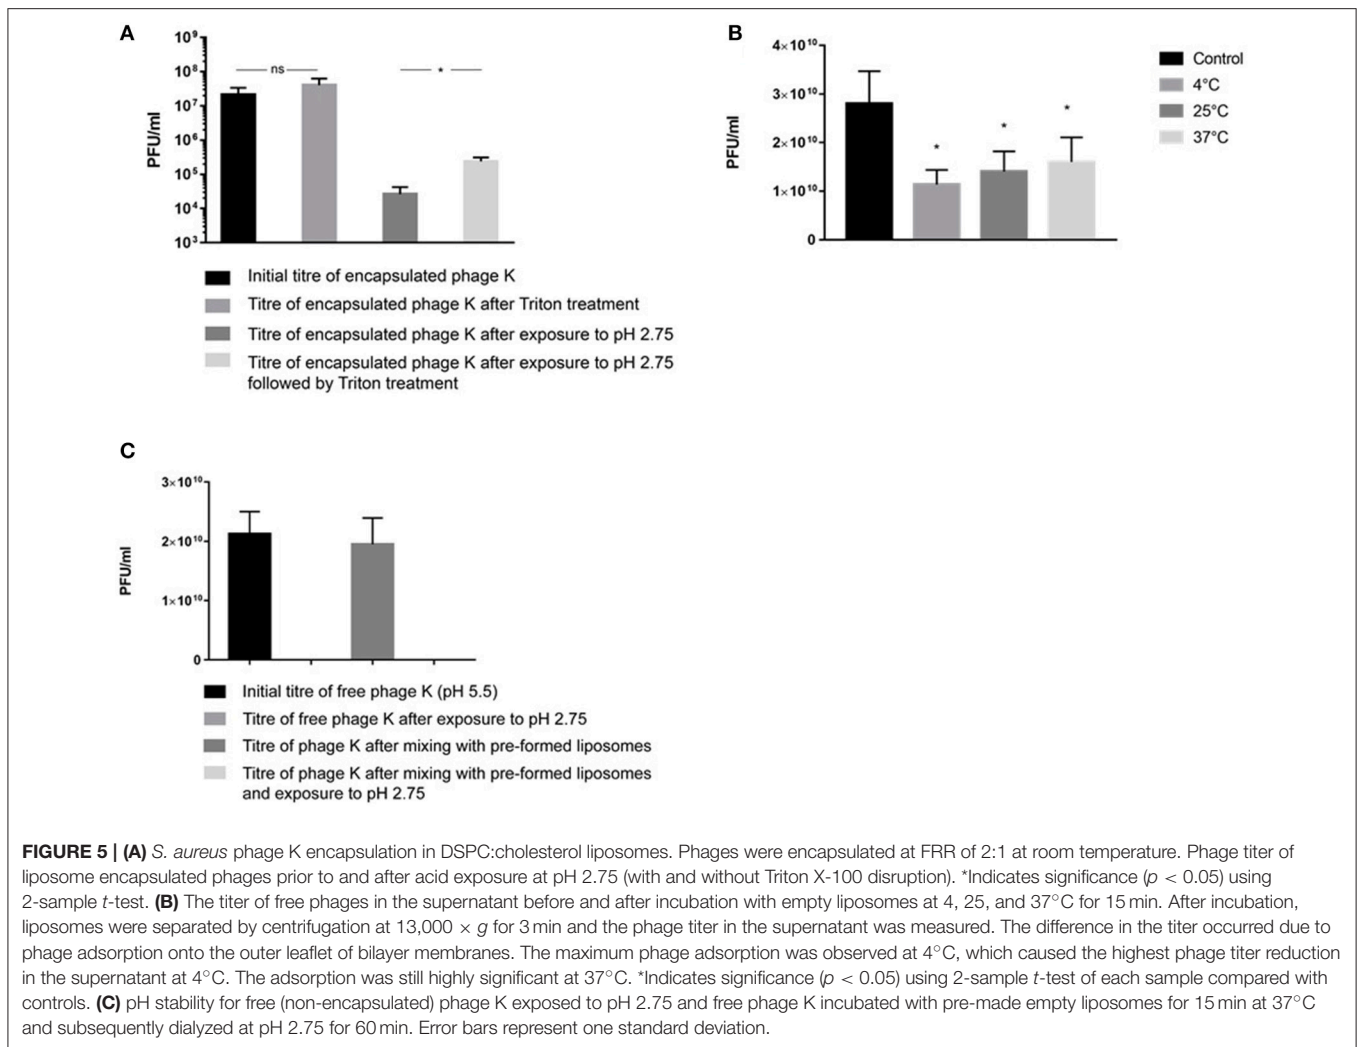 A
10⁹
10⁸
10⁷
10⁶
10⁵
10⁴
10³
PFU/ml
ns
*
Initial titre of encapsulated phage K
Titre of encapsulated phage K after Triton treatment
Titre of encapsulated phage K after exposure to pH 2.75
Titre of encapsulated phage K after exposure to pH 2.75
followed by Triton treatment
B
4×10¹⁰
3×10¹⁰
2×10¹⁰
1×10¹⁰
0
PFU/ml
*
*
*
Control
4°C
25°C
37°C
C
3×10¹⁰
2×10¹⁰
1×10¹⁰
0
PFU/ml
Initial titre of free phage K (pH 5.5)
Titre of free phage K after exposure to pH 2.75
Titre of phage K after mixing with pre-formed liposomes
Titre of phage K after mixing with pre-formed liposomes
and exposure to pH 2.75
FIGURE 5 | (A) S. aureus phage K encapsulation in DSPC:cholesterol liposomes. Phages were encapsulated at FRR of 2:1 at room temperature. Phage titer of
liposome encapsulated phages prior to and after acid exposure at pH 2.75 (with and without Triton X-100 disruption). *Indicates significance (p < 0.05) using
2-sample t-test. (B) The titer of free phages in the supernatant before and after incubation with empty liposomes at 4, 25, and 37°C for 15 min. After incubation,
liposomes were separated by centrifugation at 13,000 × g for 3 min and the phage titer in the supernatant was measured. The difference in the titer occurred due to
phage adsorption onto the outer leaflet of bilayer membranes. The maximum phage adsorption was observed at 4°C, which caused the highest phage titer reduction
in the supernatant at 4°C. The adsorption was still highly significant at 37°C. *Indicates significance (p < 0.05) using 2-sample t-test of each sample compared with
controls. (C) pH stability for free (non-encapsulated) phage K exposed to pH 2.75 and free phage K incubated with pre-made empty liposomes for 15 min at 37°C
and subsequently dialyzed at pH 2.75 for 60 min. Error bars represent one standard deviation.